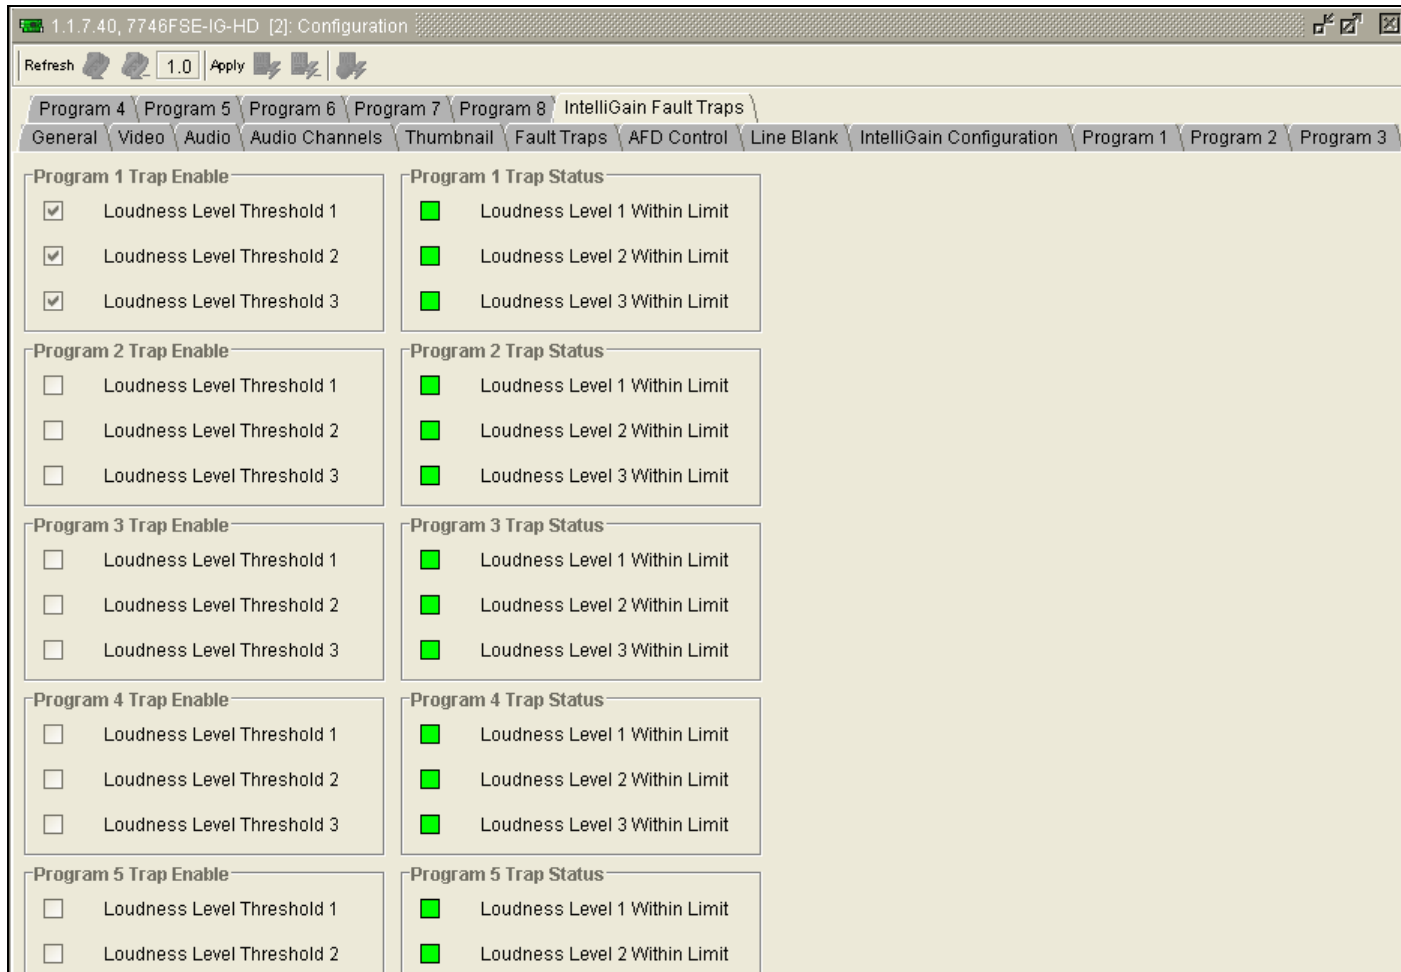 1.1.7.40, 7746FSE-IG-HD [2]: Configuration
Refresh 1.0 Apply
Program 4 Program 5 Program 6 Program 7 Program 8 IntelliGain Fault Traps
General Video Audio Audio Channels Thumbnail Fault Traps AFD Control Line Blank IntelliGain Configuration Program 1 Program 2 Program 3
Program 1 Trap Enable
Loudness Level Threshold 1
Loudness Level Threshold 2
Loudness Level Threshold 3
Program 1 Trap Status
Loudness Level 1 Within Limit
Loudness Level 2 Within Limit
Loudness Level 3 Within Limit
Program 2 Trap Enable
Loudness Level Threshold 1
Loudness Level Threshold 2
Loudness Level Threshold 3
Program 2 Trap Status
Loudness Level 1 Within Limit
Loudness Level 2 Within Limit
Loudness Level 3 Within Limit
Program 3 Trap Enable
Loudness Level Threshold 1
Loudness Level Threshold 2
Loudness Level Threshold 3
Program 3 Trap Status
Loudness Level 1 Within Limit
Loudness Level 2 Within Limit
Loudness Level 3 Within Limit
Program 4 Trap Enable
Loudness Level Threshold 1
Loudness Level Threshold 2
Loudness Level Threshold 3
Program 4 Trap Status
Loudness Level 1 Within Limit
Loudness Level 2 Within Limit
Loudness Level 3 Within Limit
Program 5 Trap Enable
Loudness Level Threshold 1
Loudness Level Threshold 2
Program 5 Trap Status
Loudness Level 1 Within Limit
Loudness Level 2 Within Limit